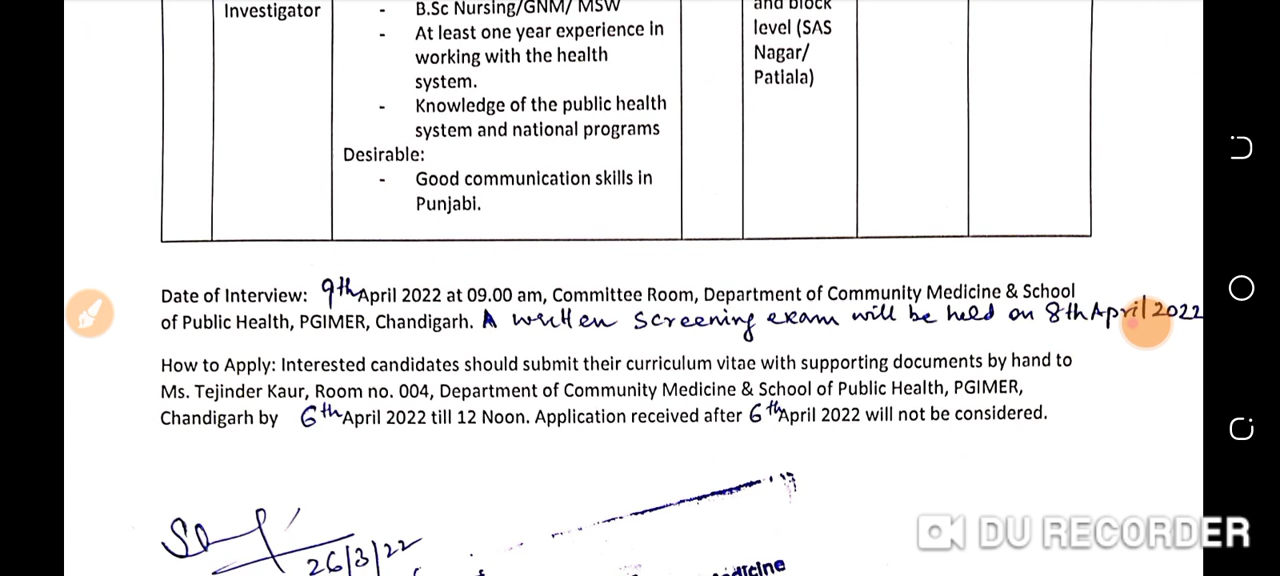 Investigator
- B.Sc Nursing/GNM/ MSW
- At least one year experience in
working with the health
system.
- Knowledge of the public health
system and national programs
Desirable:
- Good communication skills in
Punjabi.
and block
level (SAS
Nagar/
Patiala)
Date of Interview: 9th April 2022 at 09.00 am, Committee Room, Department of Community Medicine & School
of Public Health, PGIMER, Chandigarh. A written screening exam will be held on 8th April 2022
How to Apply: Interested candidates should submit their curriculum vitae with supporting documents by hand to
Ms. Tejinder Kaur, Room no. 004, Department of Community Medicine & School of Public Health, PGIMER,
Chandigarh by 6th April 2022 till 12 Noon. Application received after 6th April 2022 will not be considered.
26/3/22
DU RECORDER